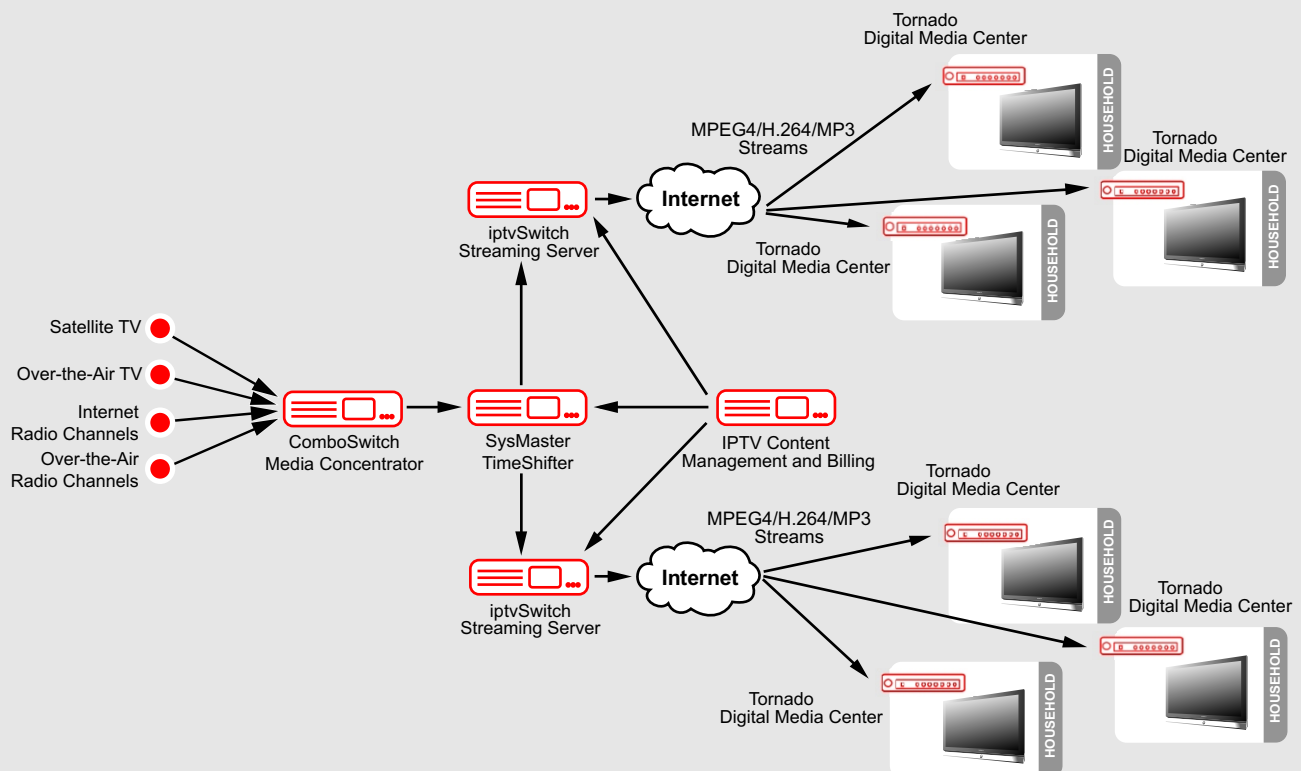 Tornado
Digital Media Center
HOUSEHOLD
MPEG4/H.264/MP3
Streams
Tornado
Digital Media Center
HOUSEHOLD
Internet
iptvSwitch
Streaming Server
Tornado
Digital Media Center
HOUSEHOLD
Satellite TV
Over-the-Air TV
Internet
Radio Channels
Over-the-Air
Radio Channels
ComboSwitch
Media Concentrator
SysMaster
TimeShifter
IPTV Content
Management and Billing
Tornado
Digital Media Center
HOUSEHOLD
MPEG4/H.264/MP3
Streams
Internet
iptvSwitch
Streaming Server
Tornado
Digital Media Center
HOUSEHOLD
Tornado
Digital Media Center
HOUSEHOLD